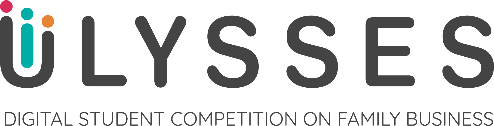 ULYSSES
DIGITAL STUDENT COMPETITION ON FAMILY BUSINESS